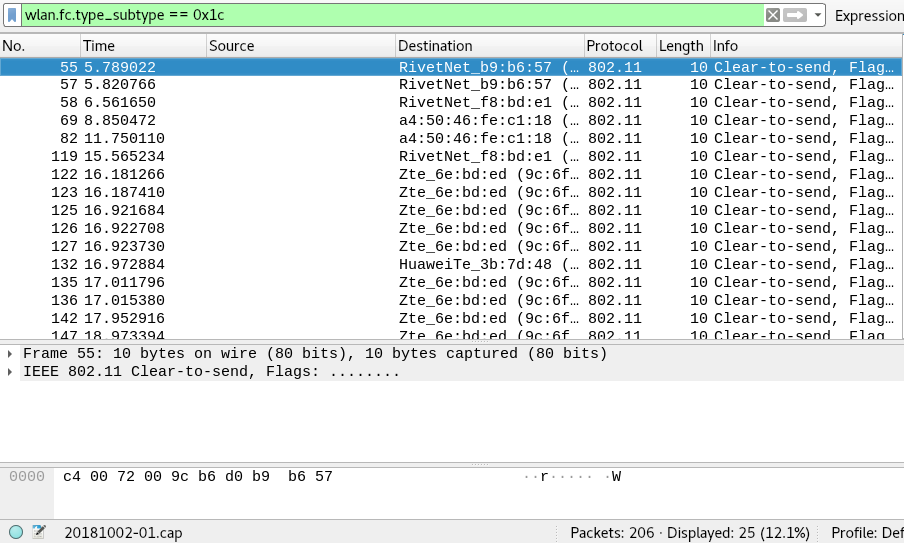 wlan.fc.type_subtype == 0x1c Expression
No. Time Source Destination Protocol Length Info
55 5.789022 RivetNet_b9:b6:57 (… 802.11 10 Clear-to-send, Flag…
57 5.820766 RivetNet_b9:b6:57 (… 802.11 10 Clear-to-send, Flag…
58 6.561650 RivetNet_f8:bd:e1 (… 802.11 10 Clear-to-send, Flag…
69 8.850472 a4:50:46:fe:c1:18 (… 802.11 10 Clear-to-send, Flag…
82 11.750110 a4:50:46:fe:c1:18 (… 802.11 10 Clear-to-send, Flag…
119 15.565234 RivetNet_f8:bd:e1 (… 802.11 10 Clear-to-send, Flag…
122 16.181266 Zte_6e:bd:ed (9c:6f… 802.11 10 Clear-to-send, Flag…
123 16.187410 Zte_6e:bd:ed (9c:6f… 802.11 10 Clear-to-send, Flag…
125 16.921684 Zte_6e:bd:ed (9c:6f… 802.11 10 Clear-to-send, Flag…
126 16.922708 Zte_6e:bd:ed (9c:6f… 802.11 10 Clear-to-send, Flag…
127 16.923730 Zte_6e:bd:ed (9c:6f… 802.11 10 Clear-to-send, Flag…
132 16.972884 HuaweiTe_3b:7d:48 (… 802.11 10 Clear-to-send, Flag…
135 17.011796 Zte_6e:bd:ed (9c:6f… 802.11 10 Clear-to-send, Flag…
136 17.015380 Zte_6e:bd:ed (9c:6f… 802.11 10 Clear-to-send, Flag…
142 17.952916 Zte_6e:bd:ed (9c:6f… 802.11 10 Clear-to-send, Flag…
147 18.973394 Zte_6e:bd:ed (9c:6f… 802.11 10 Clear-to-send, Flag…
Frame 55: 10 bytes on wire (80 bits), 10 bytes captured (80 bits)
IEEE 802.11 Clear-to-send, Flags: ........
0000 c4 00 72 00 9c b6 d0 b9 b6 57 ··r····· ·W
20181002-01.cap Packets: 206 · Displayed: 25 (12.1%) Profile: Def